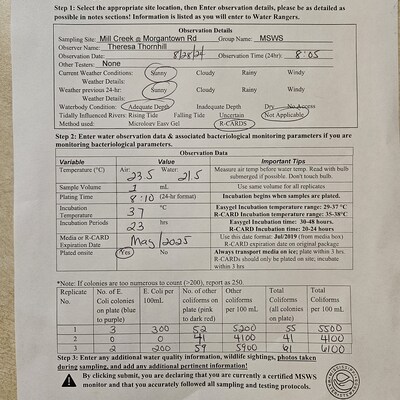 Step 1: Select the appropriate site location, then Enter observation details, please be as detailed as
possible in notes sections! Information is listed as you will enter to Water Rangers.
Observation Details
Sampling Site: Mill Creek @ Morgantown Rd Group Name: MSWS
Observer Name: Theresa Thornhill
Observation Date: 8/28/24 Observation Time (24hr): 8:05
Other Testers: None
Current Weather Conditions: Sunny Cloudy Rainy Windy
Weather Details:
Weather previous 24-hr: Sunny Cloudy Rainy Windy
Weather Details:
Waterbody Condition: Adequate Depth Inadequate Depth Dry No Access
Tidally Influenced Rivers: Rising Tide Falling Tide Uncertain Not Applicable
Method used: Microlory Easy Gel R-CARDS
Step 2: Enter water observation data & associated bacteriological monitoring parameters if you are
monitoring bacteriological parameters.
Observation Data
Variable Value Important Tips
Temperature (°C) Air: 23.5 Water: 21.5 Measure air temp before water temp. Read with bulb
submerged if possible. Don't touch bulb.
Sample Volume 1 mL Use same volume for all replicates
Plating Time 8:10 (24-hr format) Incubation begins when samples are plated.
Incubation Temperature 37 °C Easygel Incubation temperature range: 29-37 °C
R-CARD Incubation temperature range: 35-38°C
Incubation Periods 23 hrs Easygel Incubation time: 30-48 hours.
R-CARD Incubation time: 20-24 hours
Media or R-CARD Expiration Date May/2025 Use this date format: Jul/2019 (from media box)
R-CARD expiration date on original package
Plated onsite Yes No Always transport media on ice; plate within 3 hrs.
R-CARDs should only be placed on site, incubate
within 3 hrs
*Note: If colonies are too numerous to count (>200), report as 250.
Replicate No. No. of E. Coli colonies on plate (blue to purple) E. Coli per 100mL No. of other coliforms on plate (pink to dark red) Other coliforms per 100mL Total Coliforms (all colonies on plate) Total coliforms per 100mL
1 3 300 52 5200 55 5500
2 0 0 41 4100 41 4100
3 2 200 59 5900 61 6100
Step 3: Enter any additional water quality information, wildlife sightings, photos taken
during sampling, and add any additional pertinent information!
By clicking submit, you are declaring that you are currently a certified MSWS
monitor and that you accurately followed all sampling and testing protocols.